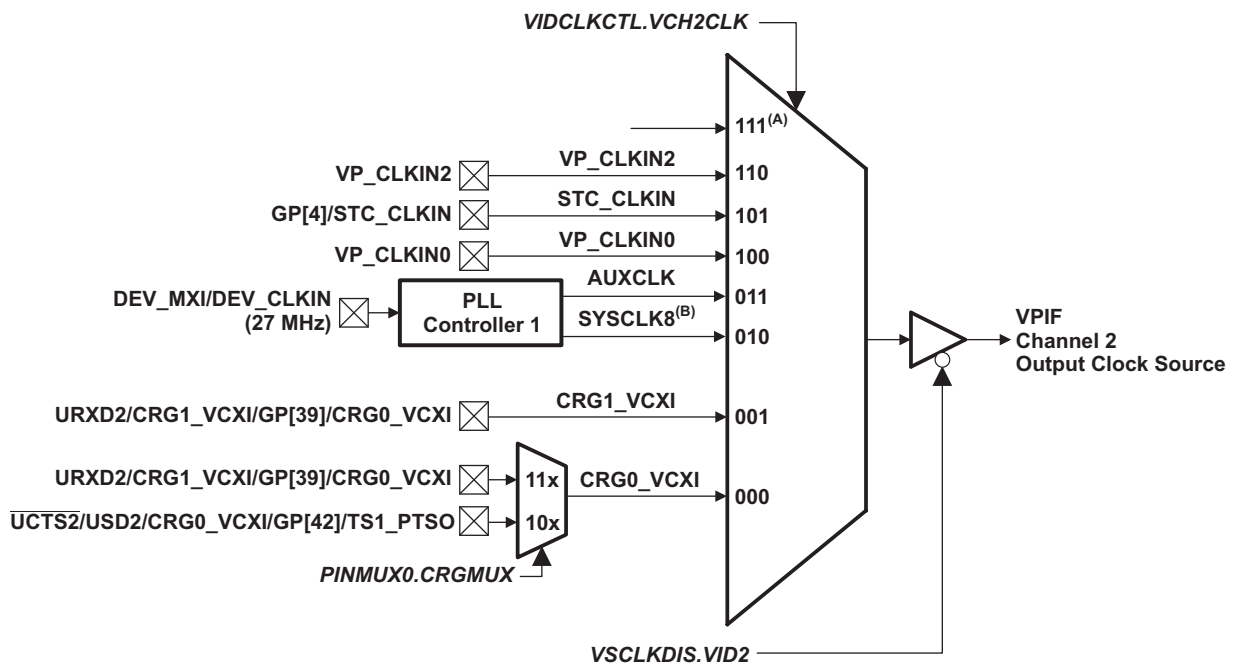 VIDCLKCTL.VCH2CLK
111(A)
VP_CLKIN2 VP_CLKIN2 110
GP[4]/STC_CLKIN STC_CLKIN 101
VP_CLKIN0 VP_CLKIN0 100
DEV_MXI/DEV_CLKIN
(27 MHz)
PLL
Controller 1
AUXCLK 011
SYSCLK8(B) 010
VPIF
Channel 2
Output Clock Source
URXD2/CRG1_VCXI/GP[39]/CRG0_VCXI CRG1_VCXI 001
URXD2/CRG1_VCXI/GP[39]/CRG0_VCXI 11x
CRG0_VCXI 000
UCTS2/USD2/CRG0_VCXI/GP[42]/TS1_PTSO 10x
PINMUX0.CRGMUX
VSCLKDIS.VID2